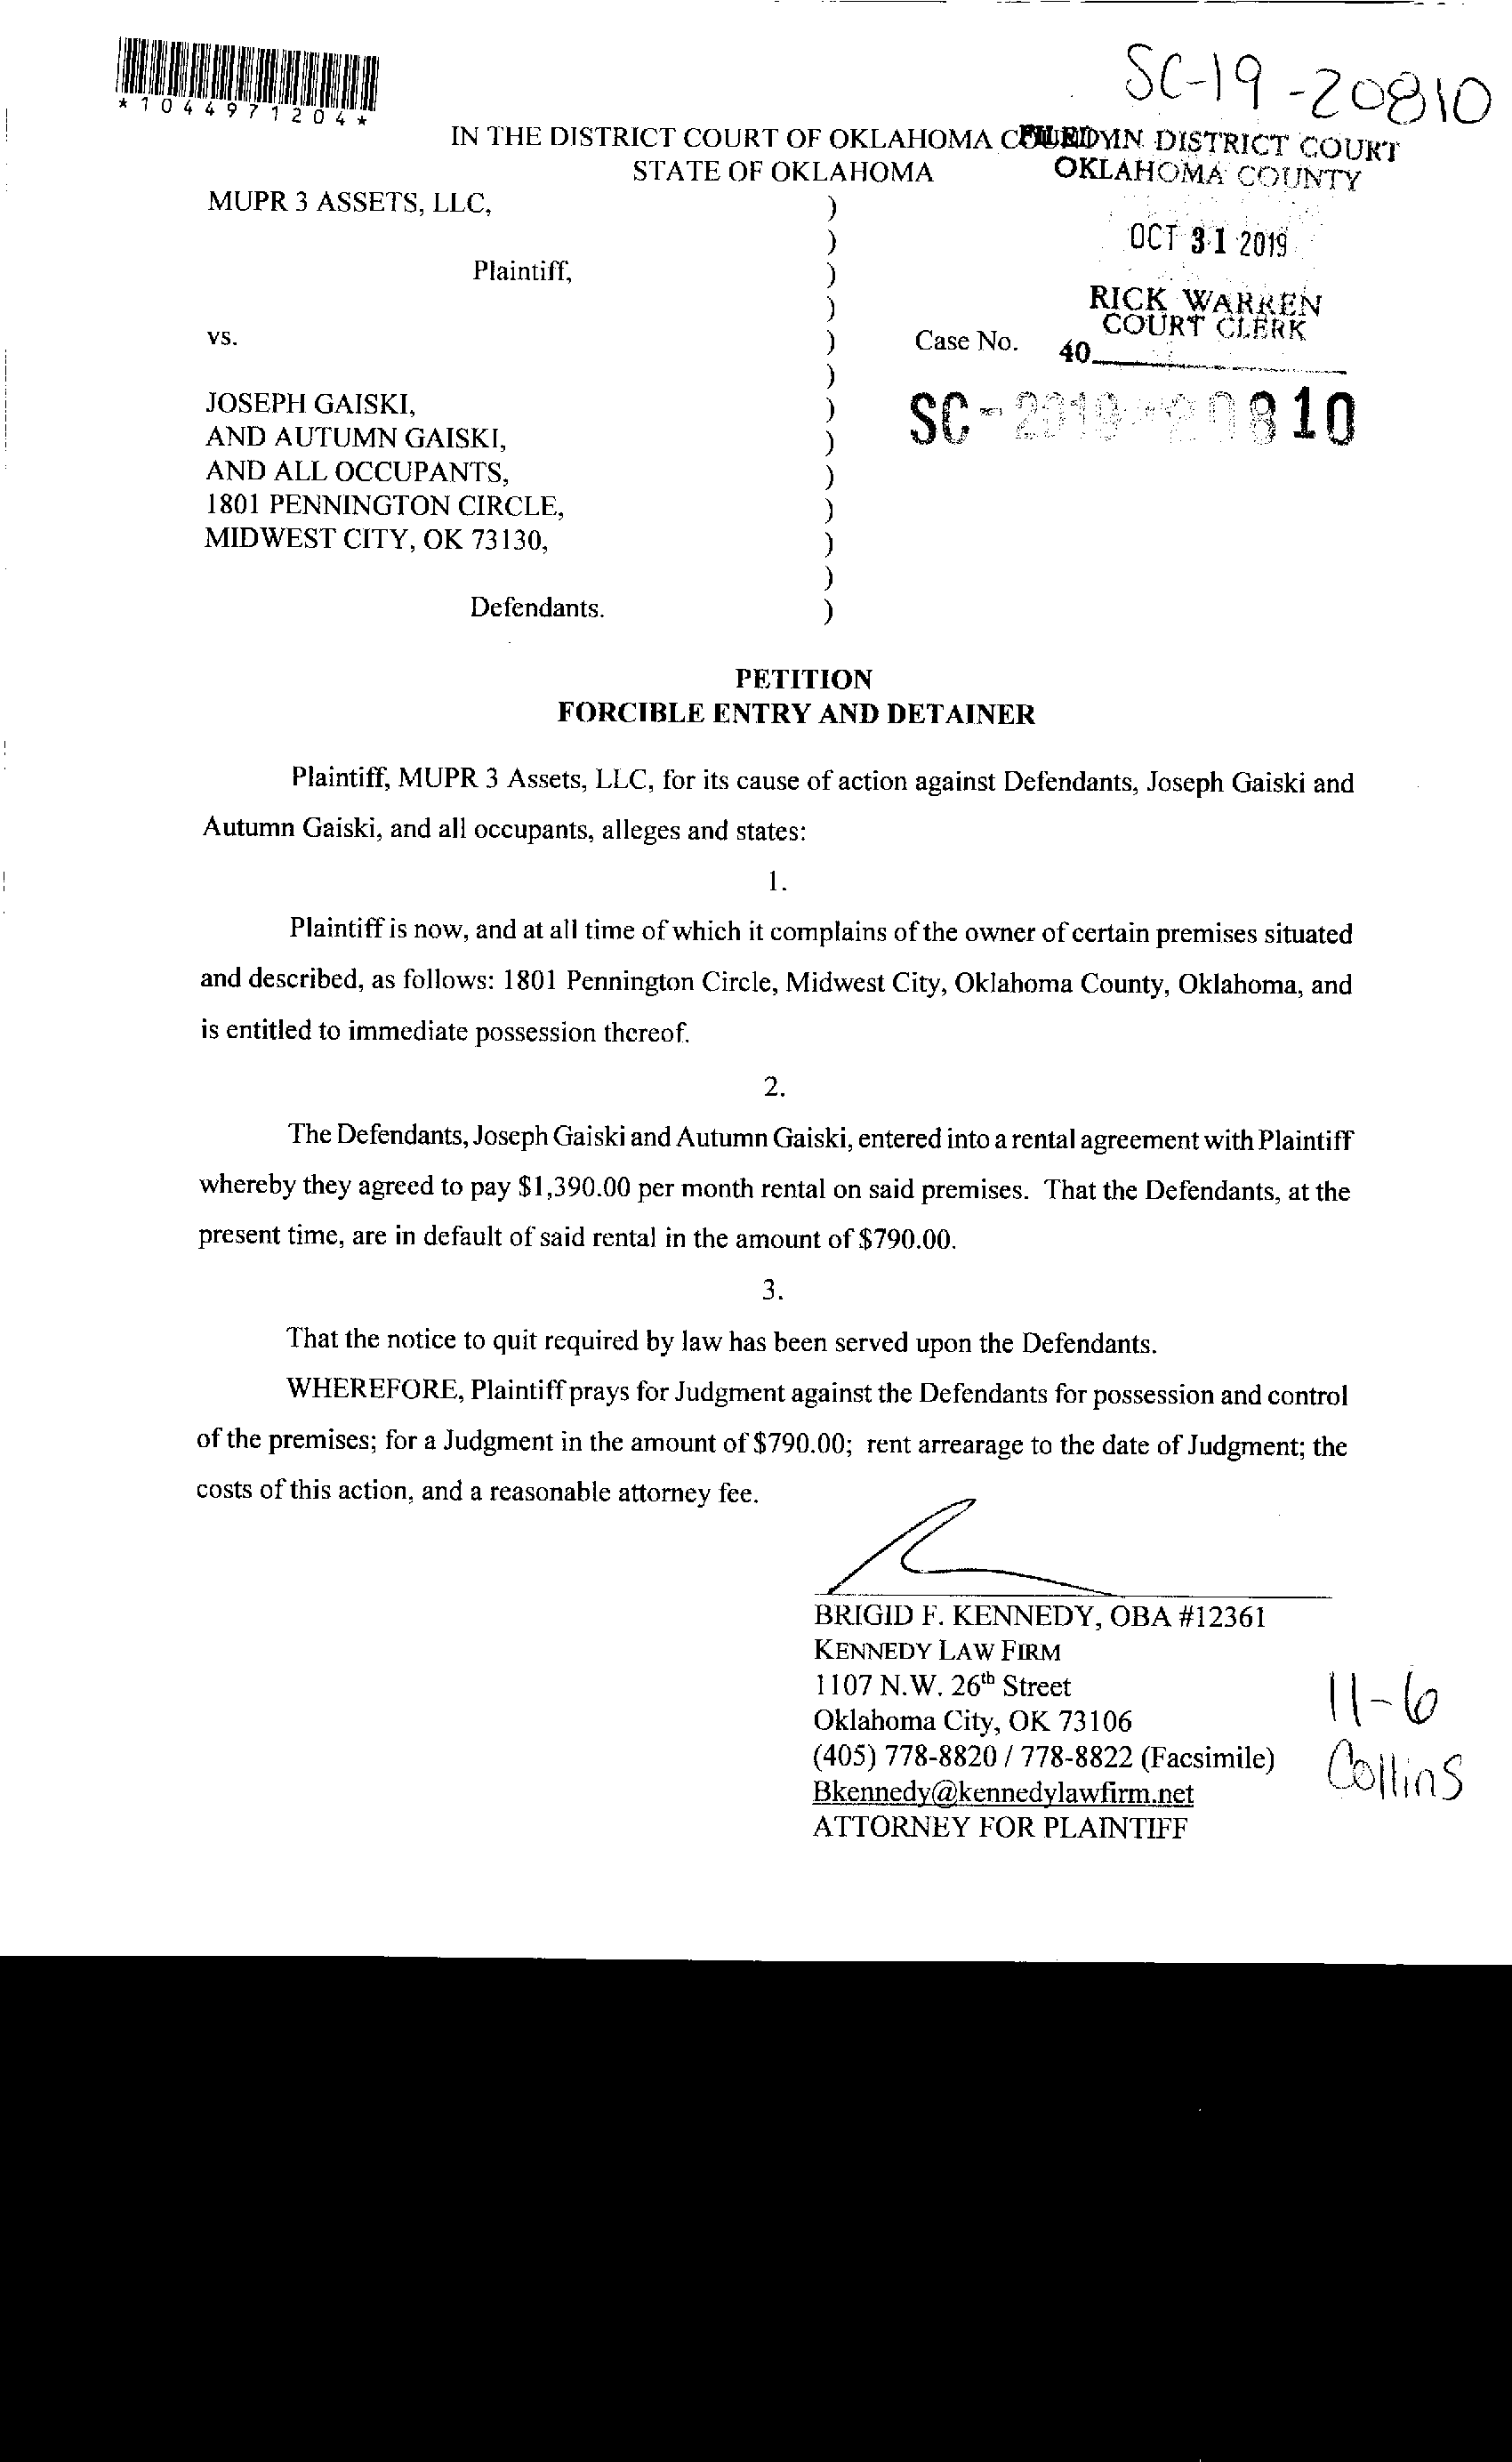 *1044971204*
SC-19-20810
IN THE DISTRICT COURT OF OKLAHOMA COUNTY
STATE OF OKLAHOMA
FILED IN DISTRICT COURT
OKLAHOMA COUNTY
OCT 31 2019
RICK WARREN
COURT CLERK
40
MUPR 3 ASSETS, LLC, )
)
Plaintiff, )
)
vs. ) Case No.
)
SC-2019-20810
JOSEPH GAISKI, )
AND AUTUMN GAISKI, )
AND ALL OCCUPANTS, )
1801 PENNINGTON CIRCLE, )
MIDWEST CITY, OK 73130, )
)
Defendants. )
PETITION
FORCIBLE ENTRY AND DETAINER
Plaintiff, MUPR 3 Assets, LLC, for its cause of action against Defendants, Joseph Gaiski and
Autumn Gaiski, and all occupants, alleges and states:
1.
Plaintiff is now, and at all time of which it complains of the owner of certain premises situated
and described, as follows: 1801 Pennington Circle, Midwest City, Oklahoma County, Oklahoma, and
is entitled to immediate possession thereof.
2.
The Defendants, Joseph Gaiski and Autumn Gaiski, entered into a rental agreement with Plaintiff
whereby they agreed to pay $1,390.00 per month rental on said premises. That the Defendants, at the
present time, are in default of said rental in the amount of $790.00.
3.
That the notice to quit required by law has been served upon the Defendants.
WHEREFORE, Plaintiff prays for Judgment against the Defendants for possession and control
of the premises; for a Judgment in the amount of $790.00; rent arrearage to the date of Judgment; the
costs of this action, and a reasonable attorney fee.
BRIGID F. KENNEDY, OBA #12361
KENNEDY LAW FIRM
1107 N.W. 26th Street
Oklahoma City, OK 73106
(405) 778-8820 / 778-8822 (Facsimile)
Bkennedy@kennedylawfirm.net
ATTORNEY FOR PLAINTIFF
11-6
Collins